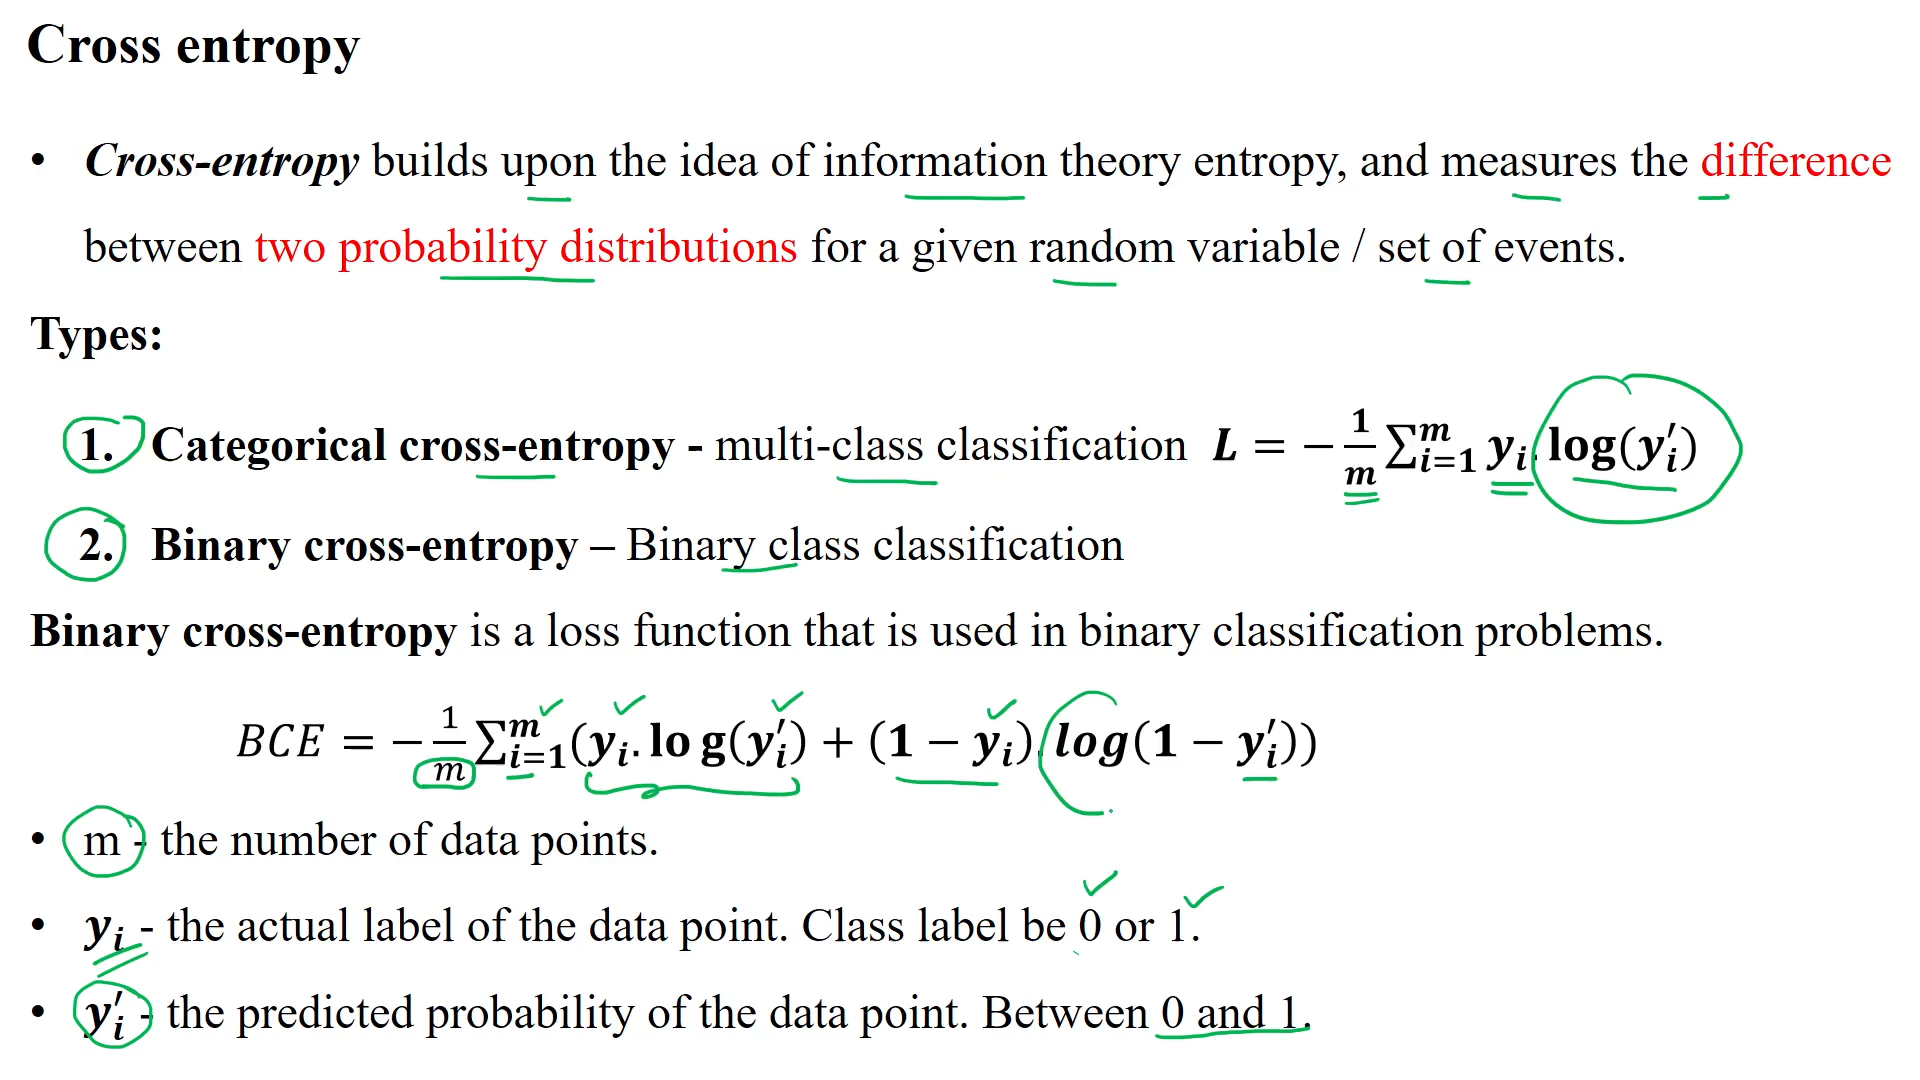 Cross entropy
• Cross-entropy builds upon the idea of information theory entropy, and measures the difference
between two probability distributions for a given random variable / set of events.
Types:
1. Categorical cross-entropy - multi-class classification L = −1/m ∑ᵢ₌₁ᵐ yᵢ. log(y′ᵢ)
2. Binary cross-entropy – Binary class classification
Binary cross-entropy is a loss function that is used in binary classification problems.
BCE = −1/m ∑ᵢ₌₁ᵐ(yᵢ. lo g(y′ᵢ) + (1 − yᵢ). log(1 − y′ᵢ))
• m - the number of data points.
• yᵢ - the actual label of the data point. Class label be 0 or 1.
• y′ᵢ - the predicted probability of the data point. Between 0 and 1.